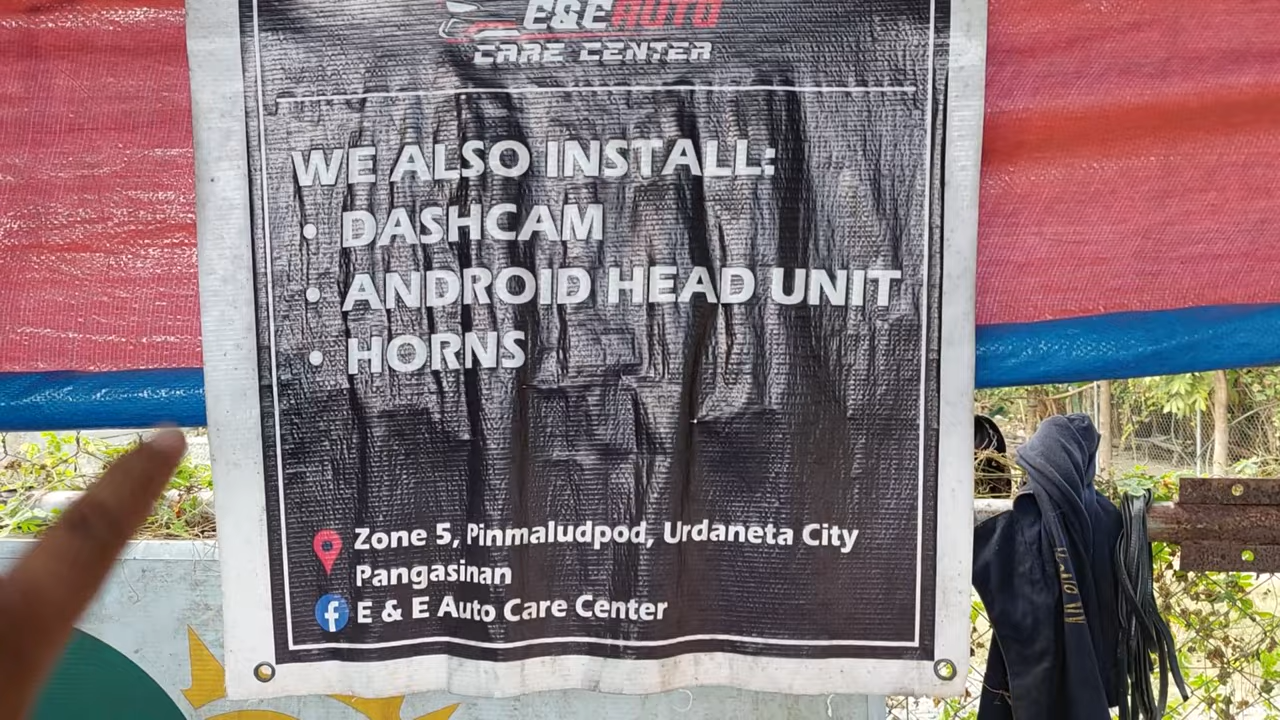 E&E AUTO
CARE CENTER
WE ALSO INSTALL:
• DASHCAM
• ANDROID HEAD UNIT
• HORNS
Zone 5, Pinmaludpod, Urdaneta City
Pangasinan
E & E Auto Care Center